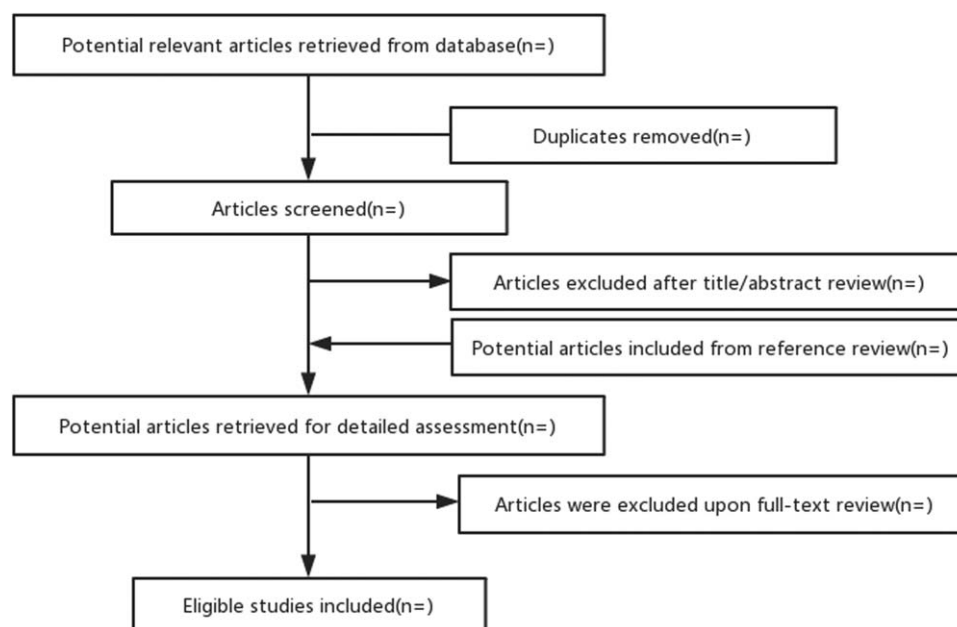 Potential relevant articles retrieved from database(n=)
Duplicates removed(n=)
Articles screened(n=)
Articles excluded after title/abstract review(n=)
Potential articles included from reference review(n=)
Potential articles retrieved for detailed assessment(n=)
Articles were excluded upon full-text review(n=)
Eligible studies included(n=)